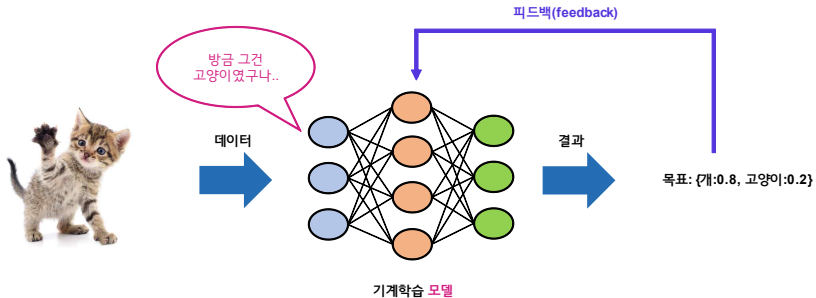 피드백(feedback)
방금 그건
고양이였구나..
데이터
결과
목표: {개:0.8, 고양이:0.2}
기계학습 모델